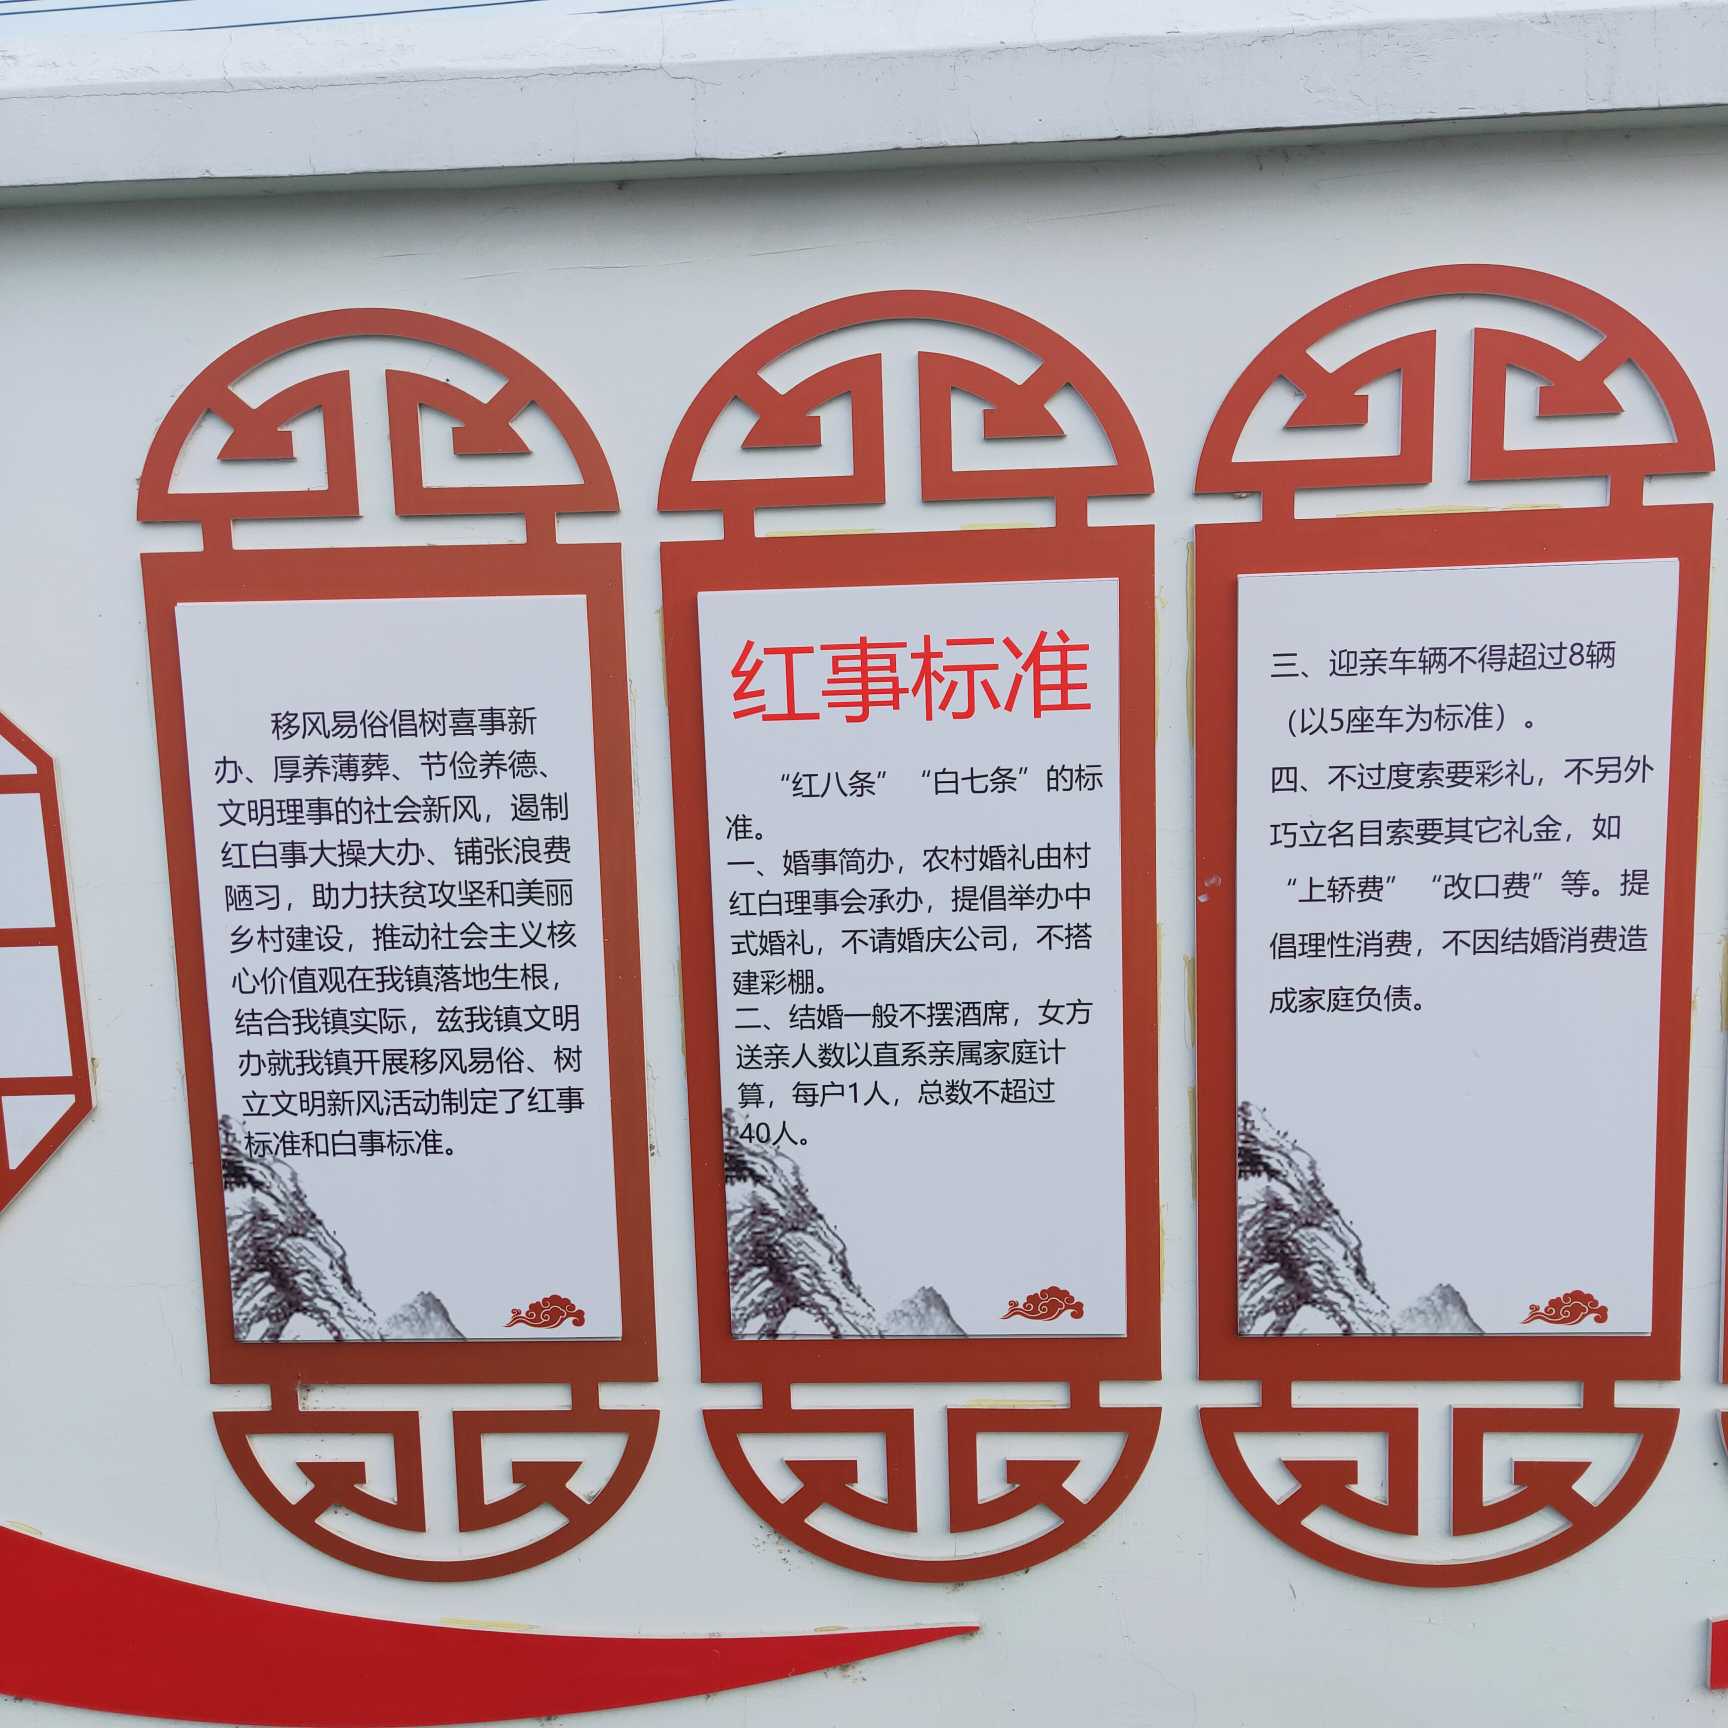 移风易俗倡树喜事新
办、厚养薄葬、节俭养德、
文明理事的社会新风，遏制
红白事大操大办、铺张浪费
陋习，助力扶贫攻坚和美丽
乡村建设，推动社会主义核
心价值观在我镇落地生根，
结合我镇实际，兹我镇文明
办就我镇开展移风易俗、树
立文明新风活动制定了红事
标准和白事标准。
红事标准
“红八条”“白七条”的标
准。
一、婚事简办，农村婚礼由村
红白理事会承办，提倡举办中
式婚礼，不请婚庆公司，不搭
建彩棚。
二、结婚一般不摆酒席，女方
送亲人数以直系亲属家庭计
算，每户1人，总数不超过
40人。
三、迎亲车辆不得超过8辆
（以5座车为标准）。
四、不过度索要彩礼，不另外
巧立名目索要其它礼金，如
“上轿费”“改口费”等。提
倡理性消费，不因结婚消费造
成家庭负债。